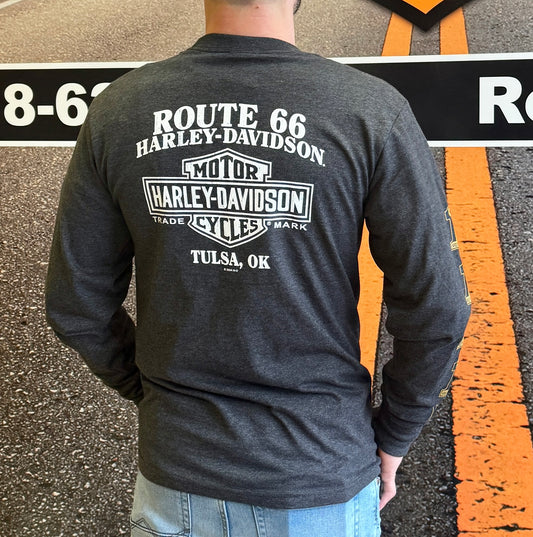 8-6
Ro
ROUTE 66
HARLEY-DAVIDSON
MOTOR
HARLEY-DAVIDSON
TRADE MARK
CYCLES
TULSA, OK